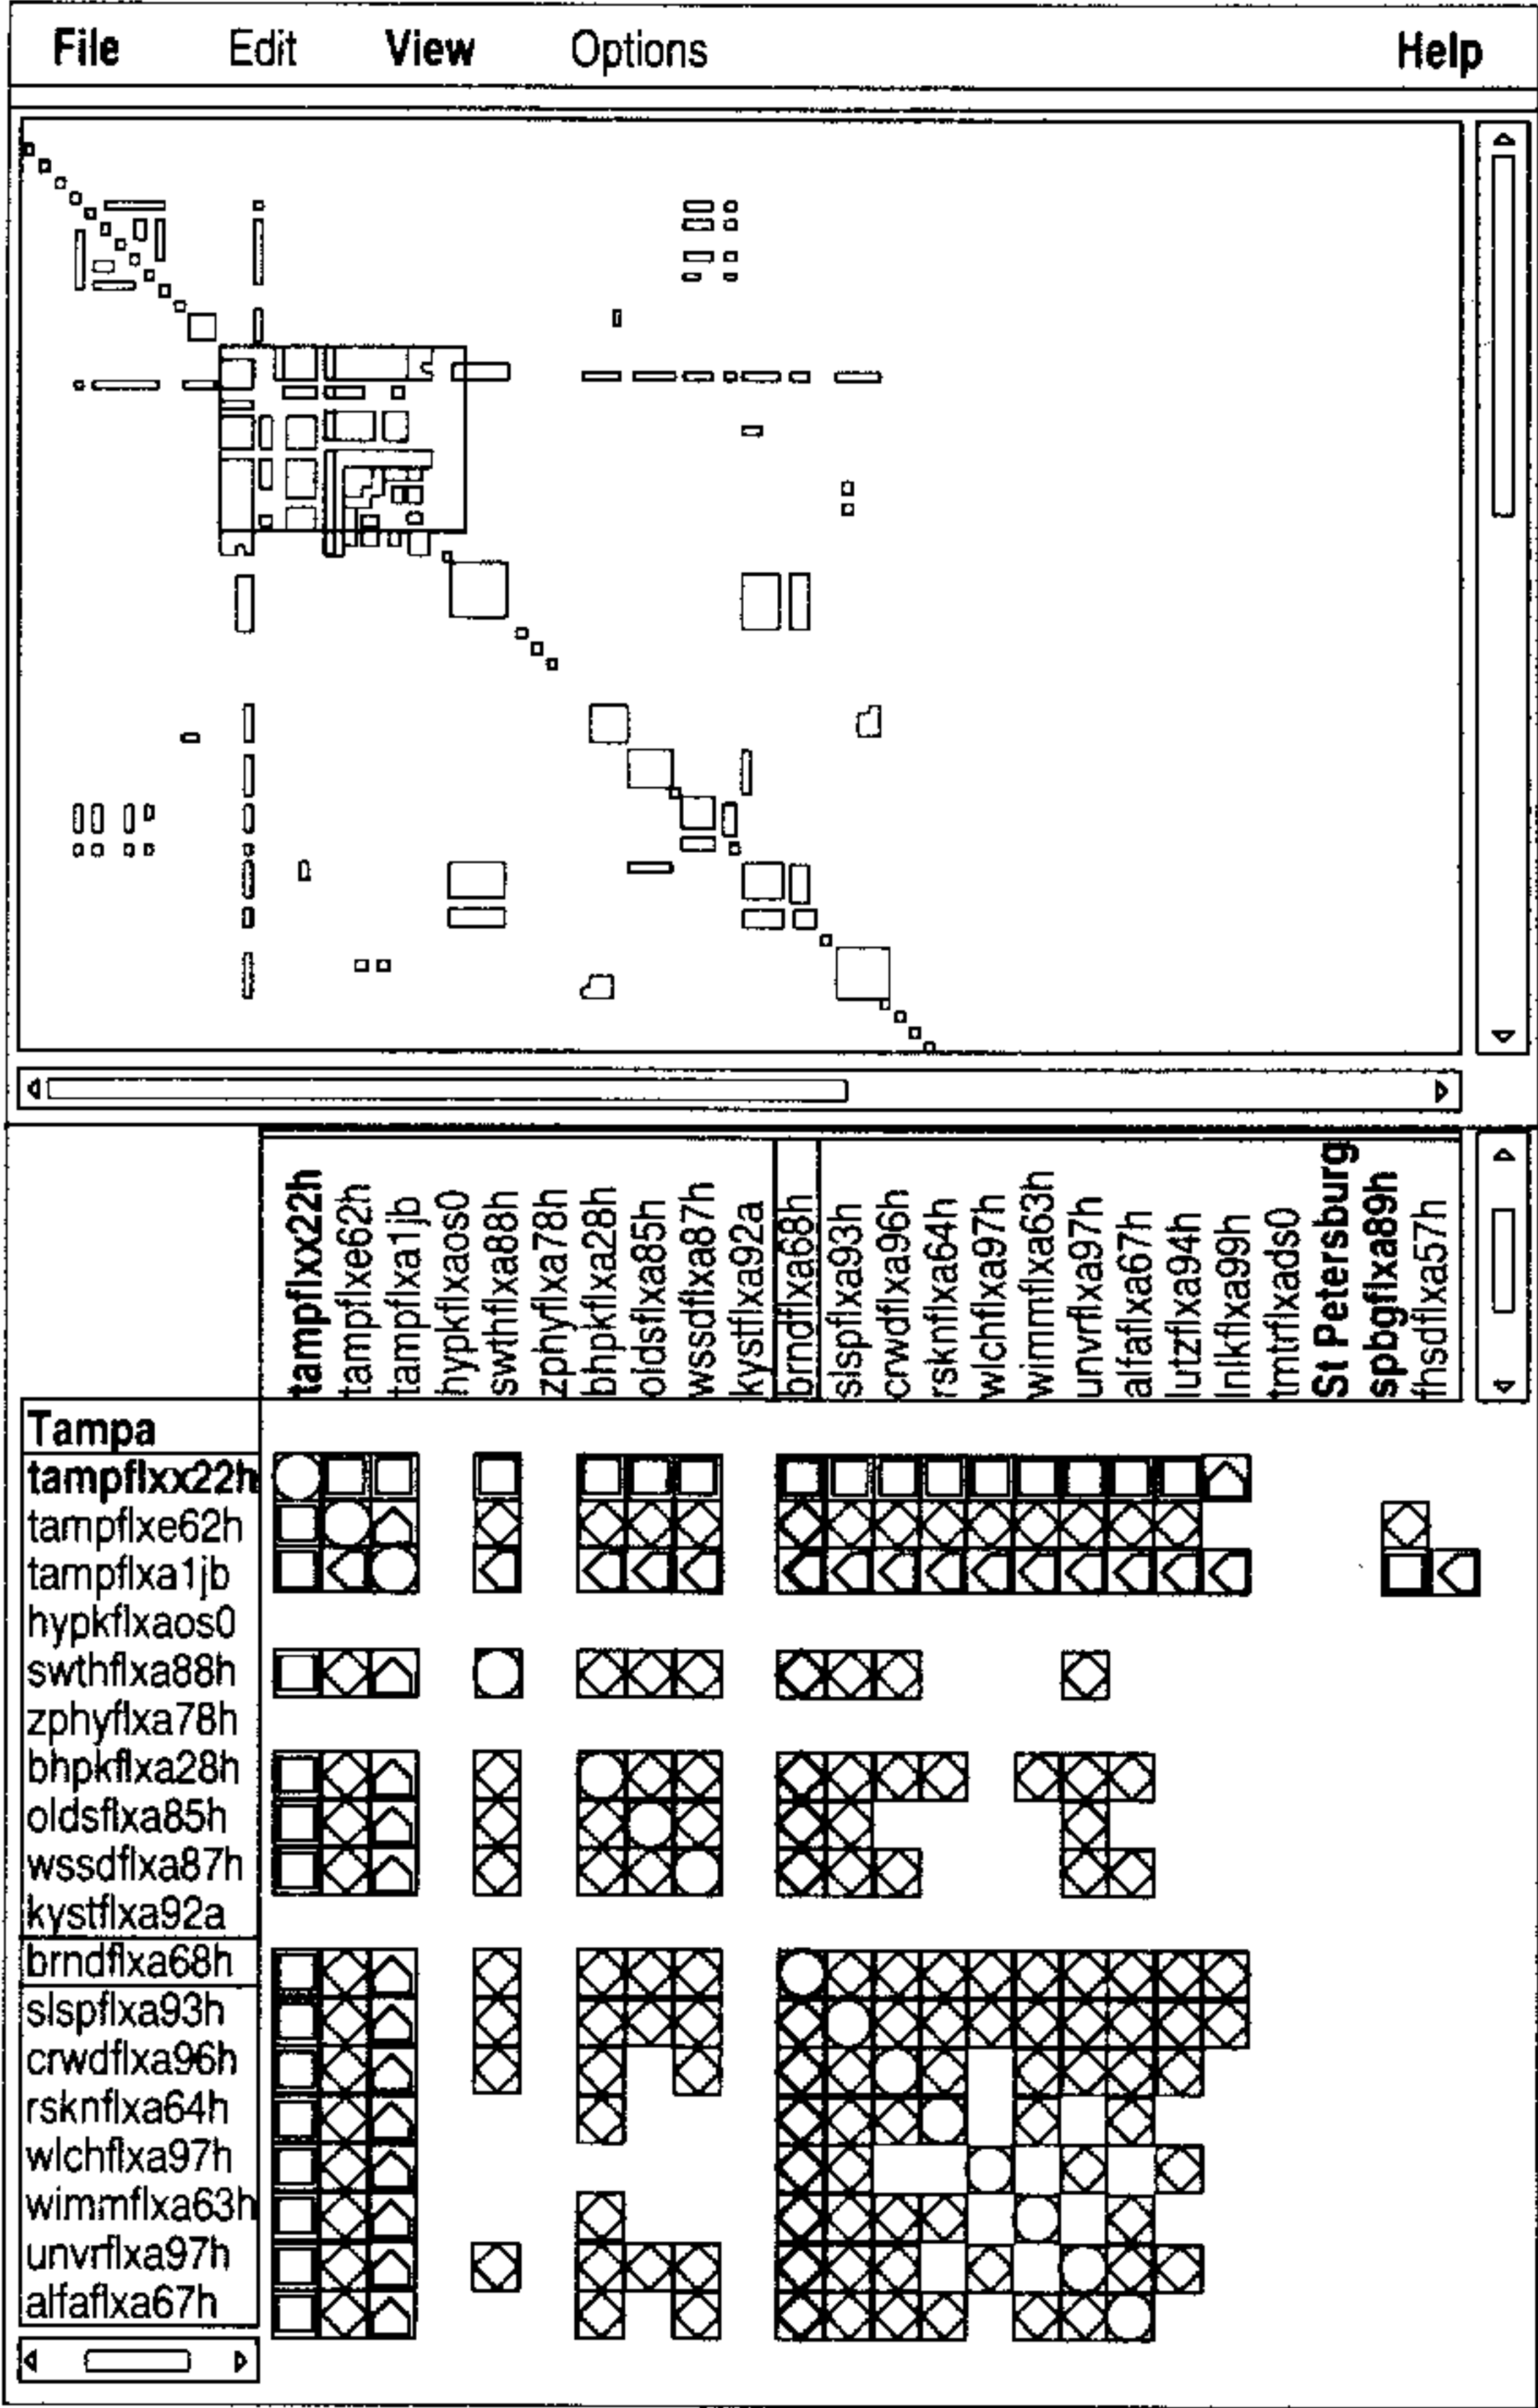 File Edit View Options Help
tampflxx22h
tampflxe62h
tampflxa1jb
hypkflxaos0
swthflxa88h
zphyflxa78h
bhpkflxa28h
oldsflxa85h
wssdflxa87h
kystflxa92a
brndflxa68h
slspflxa93h
crwdflxa96h
rsknflxa64h
wlchflxa97h
wimmflxa63h
unvrflxa97h
alfaflxa67h
lutzflxa94h
lnlkflxa99h
tmtrflxads0
St Petersburg
spbgflxa89h
fhsdflxa57h
Tampa
tampflxx22h
tampflxe62h
tampflxa1jb
hypkflxaos0
swthflxa88h
zphyflxa78h
bhpkflxa28h
oldsflxa85h
wssdflxa87h
kystflxa92a
brndflxa68h
slspflxa93h
crwdflxa96h
rsknflxa64h
wlchflxa97h
wimmflxa63h
unvrflxa97h
alfaflxa67h